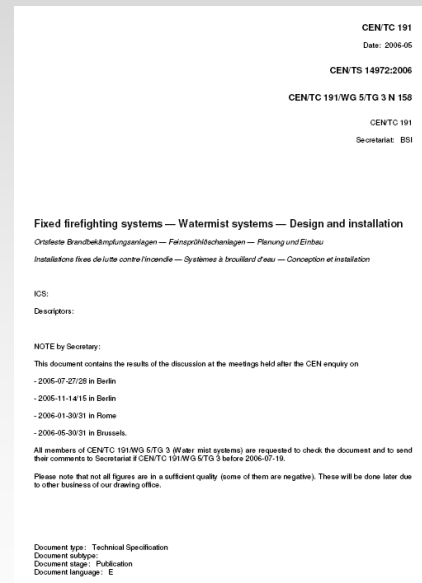 CEN/TC 191
Date: 2006-05
CEN/TS 14972:2006
CEN/TC 191/WG 5/TG 3 N 158
CEN/TC 191
Secretariat: BSI
Fixed firefighting systems — Watermist systems — Design and installation
Ortsfeste Brandbekämpfungsanlagen — Feinsprühlöschanlagen — Planung und Einbau
Installations fixes de lutte contre l'incendie — Systèmes à brouillard d'eau — Conception et installation
ICS:
Descriptors:
NOTE by Secretary:
This document contains the results of the discussion at the meetings held after the CEN enquiry on
- 2005-07-27/28 in Berlin
- 2005-11-14/15 in Berlin
- 2006-01-30/31 in Rome
- 2006-05-30/31 in Brussels.
All members of CEN/TC 191/WG 5/TG 3 (Water mist systems) are requested to check the document and to send
their comments to Secretariat if CEN/TC 191/WG 5/TG 3 before 2006-07-19.
Please note that not all figures are in a sufficient quality (some of them are negative). These will be done later due
to other business of our drawing office.
Document type: Technical Specification
Document subtype:
Document stage: Publication
Document language: E